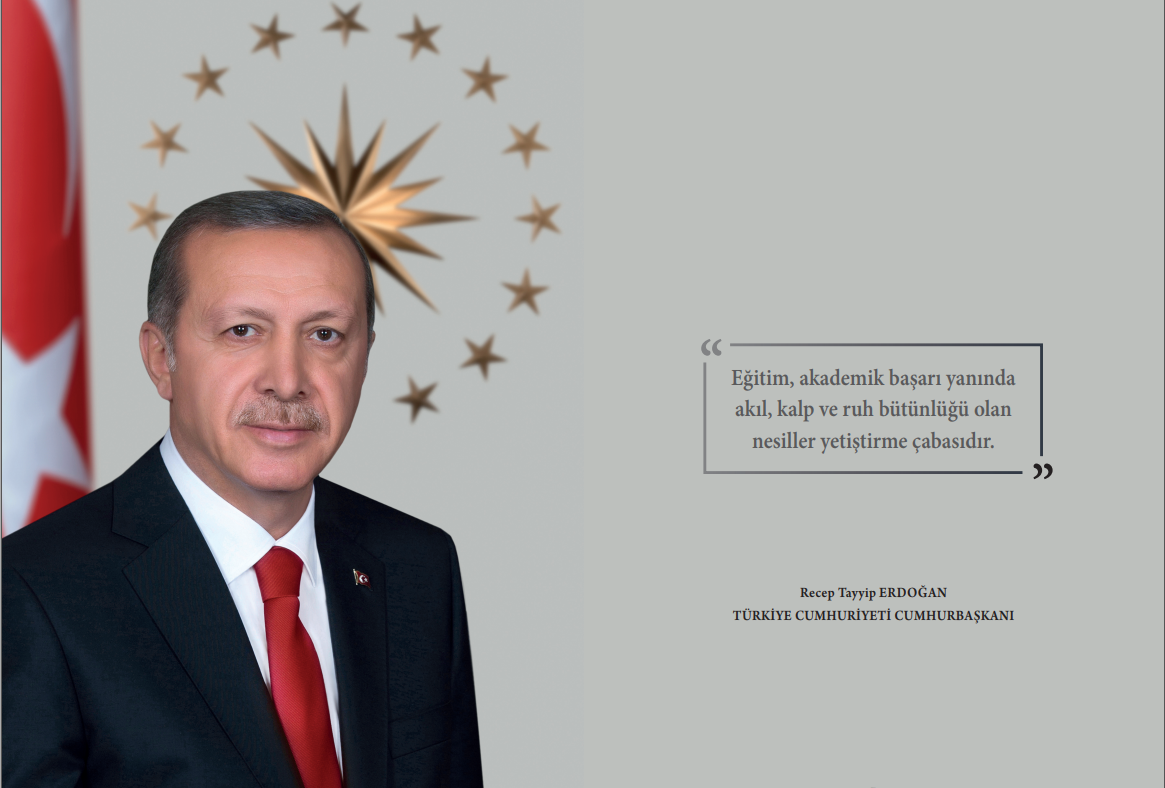 “
Eğitim, akademik başarı yanında
akıl, kalp ve ruh bütünlüğü olan
nesiller yetiştirme çabasıdır.
”
Recep Tayyip ERDOĞAN
TÜRKİYE CUMHURİYETİ CUMHURBAŞKANI